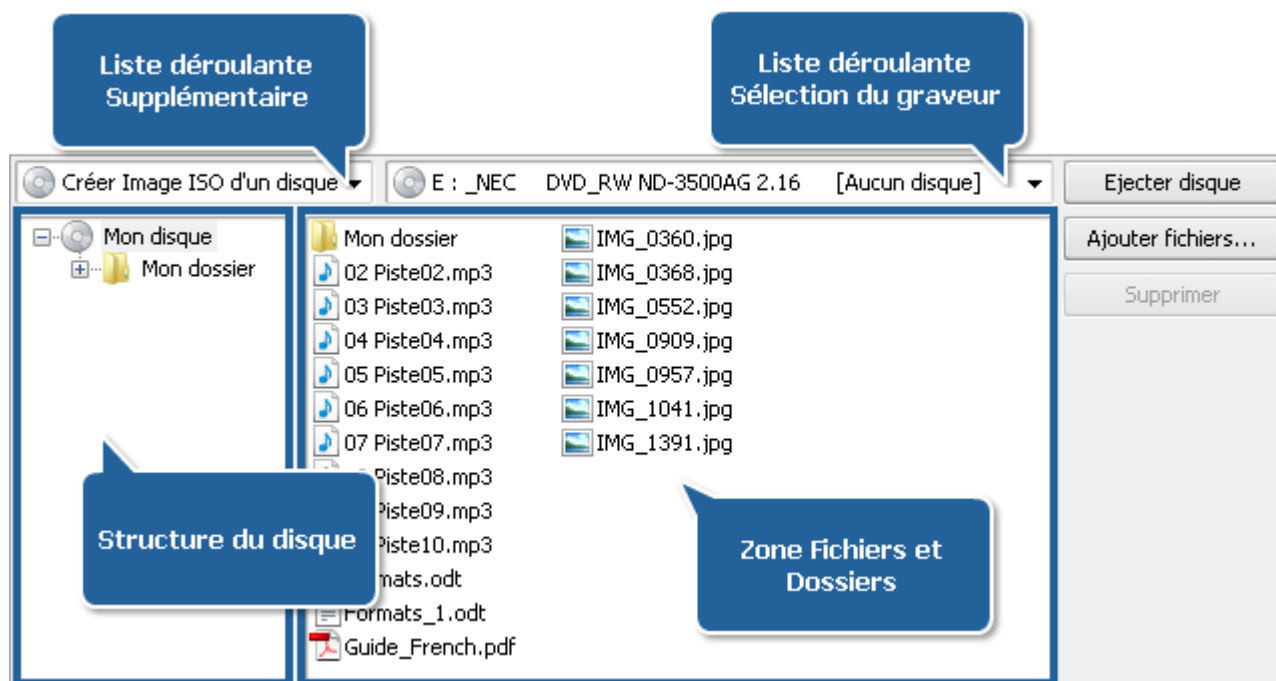 Liste déroulante
Supplémentaire
Liste déroulante
Sélection du graveur
Créer Image ISO d'un disque
E : _NEC DVD_RW ND-3500AG 2.16 [Aucun disque]
Ejecter disque
Mon disque
Mon dossier
Mon dossier
02 Piste02.mp3
03 Piste03.mp3
04 Piste04.mp3
05 Piste05.mp3
06 Piste06.mp3
07 Piste07.mp3
Piste08.mp3
Piste09.mp3
Piste10.mp3
mats.odt
Formats_1.odt
Guide_French.pdf
IMG_0360.jpg
IMG_0368.jpg
IMG_0552.jpg
IMG_0909.jpg
IMG_0957.jpg
IMG_1041.jpg
IMG_1391.jpg
Ajouter fichiers...
Supprimer
Structure du disque
Zone Fichiers et
Dossiers